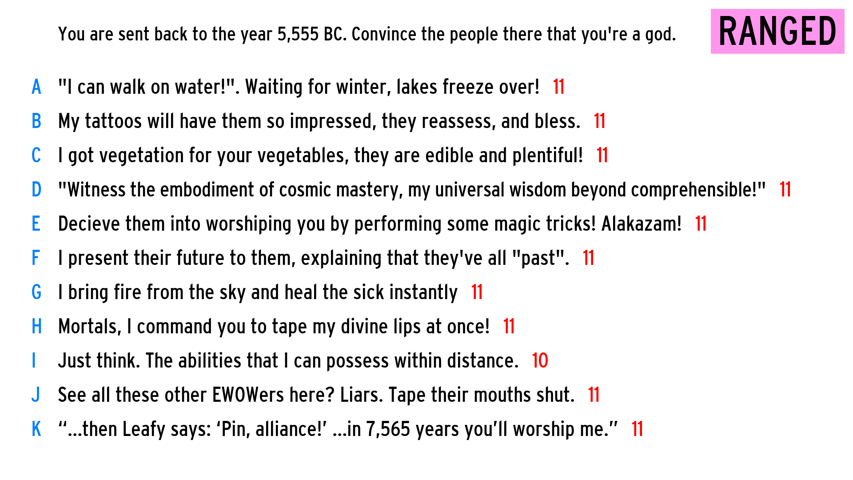 You are sent back to the year 5,555 BC. Convince the people there that you're a god.
RANGED
A "I can walk on water!". Waiting for winter, lakes freeze over! 11
B My tattoos will have them so impressed, they reassess, and bless. 11
C I got vegetation for your vegetables, they are edible and plentiful! 11
D "Witness the embodiment of cosmic mastery, my universal wisdom beyond comprehensible!" 11
E Decieve them into worshiping you by performing some magic tricks! Alakazam! 11
F I present their future to them, explaining that they've all "past". 11
G I bring fire from the sky and heal the sick instantly 11
H Mortals, I command you to tape my divine lips at once! 11
I Just think. The abilities that I can possess within distance. 10
J See all these other EWOWers here? Liars. Tape their mouths shut. 11
K “...then Leafy says: ‘Pin, alliance!’ ...in 7,565 years you’ll worship me.” 11